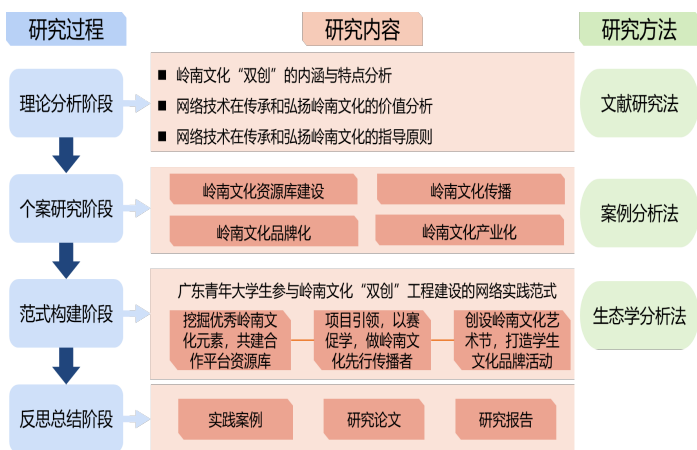 研究过程
研究内容
研究方法
理论分析阶段
■ 岭南文化“双创”的内涵与特点分析
■ 网络技术在传承和弘扬岭南文化的价值分析
■ 网络技术在传承和弘扬岭南文化的指导原则
文献研究法
个案研究阶段
岭南文化资源库建设
岭南文化传播
岭南文化品牌化
岭南文化产业化
案例分析法
范式构建阶段
广东青年大学生参与岭南文化“双创”工程建设的网络实践范式
挖掘优秀岭南文
化元素，共建合
作平台资源库
项目引领，以赛
促学，做岭南文
化先行传播者
创设岭南文化艺
术节，打造学生
文化品牌活动
生态学分析法
反思总结阶段
实践案例
研究论文
研究报告